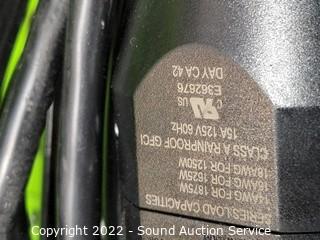 SERIES LOAD CAPACITIES
14AWG FOR 1875W
16AWG FOR 1625W
18AWG FOR 1250W
CLASS A RAINPROOF GFCI
15A 125V 60Hz
C UL US
E362676
DAY CA 42
Copyright © 2022 - Sound Auction Service